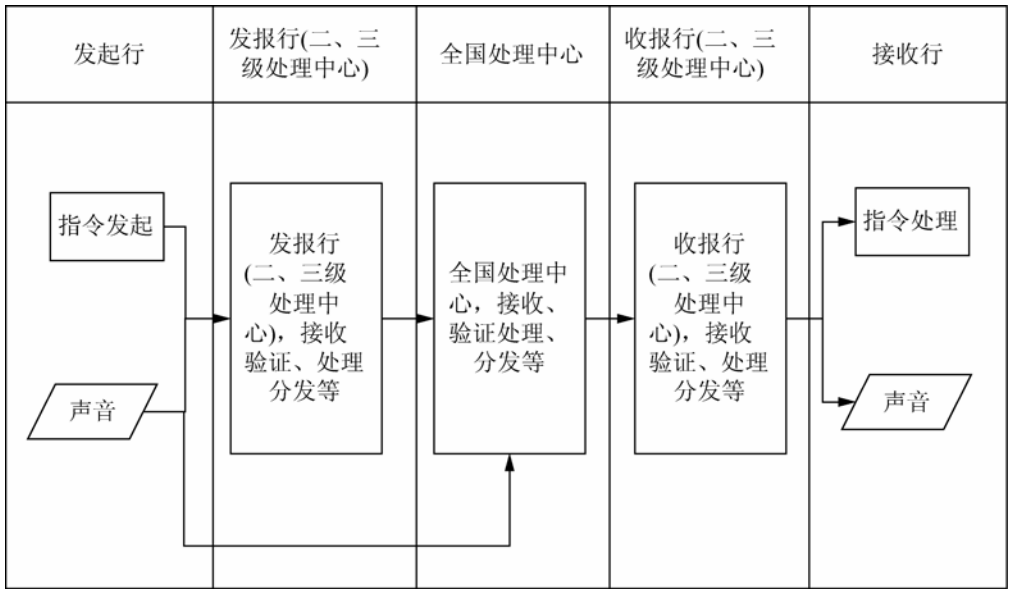 发起行
发报行(二、三
级处理中心)
全国处理中心
收报行(二、三
级处理中心)
接收行
指令发起
声音
发报行
(二、三级
处理中
心)，接收
验证、处理
分发等
全国处理中
心，接收、
验证处理、
分发等
收报行
(二、三级
处理中
心)，接收
验证、处理
分发等
指令处理
声音